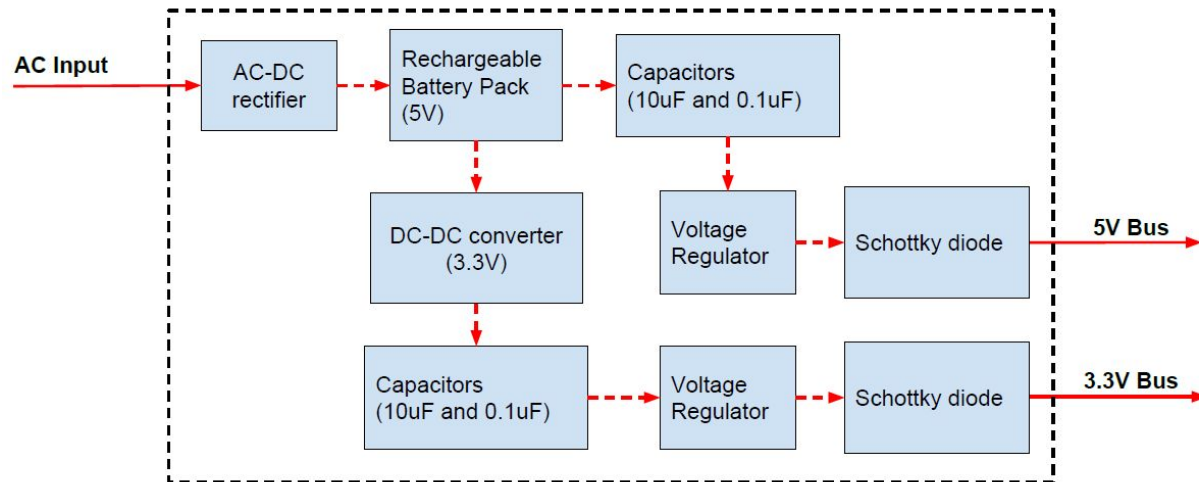 AC Input
AC-DC
rectifier
Rechargeable
Battery Pack
(5V)
Capacitors
(10uF and 0.1uF)
DC-DC converter
(3.3V)
Voltage
Regulator
Schottky diode
5V Bus
Capacitors
(10uF and 0.1uF)
Voltage
Regulator
Schottky diode
3.3V Bus